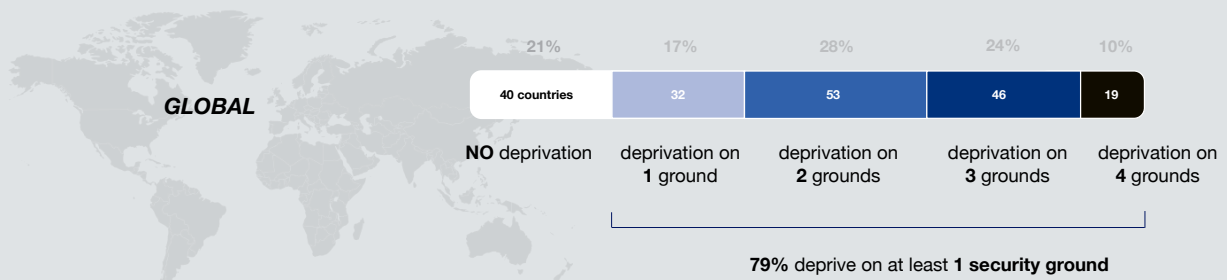 21% 17% 28% 24% 10%
GLOBAL
40 countries 32 53 46 19
NO deprivation
deprivation on
1 ground
deprivation on
2 grounds
deprivation on
3 grounds
deprivation on
4 grounds
79% deprive on at least 1 security ground